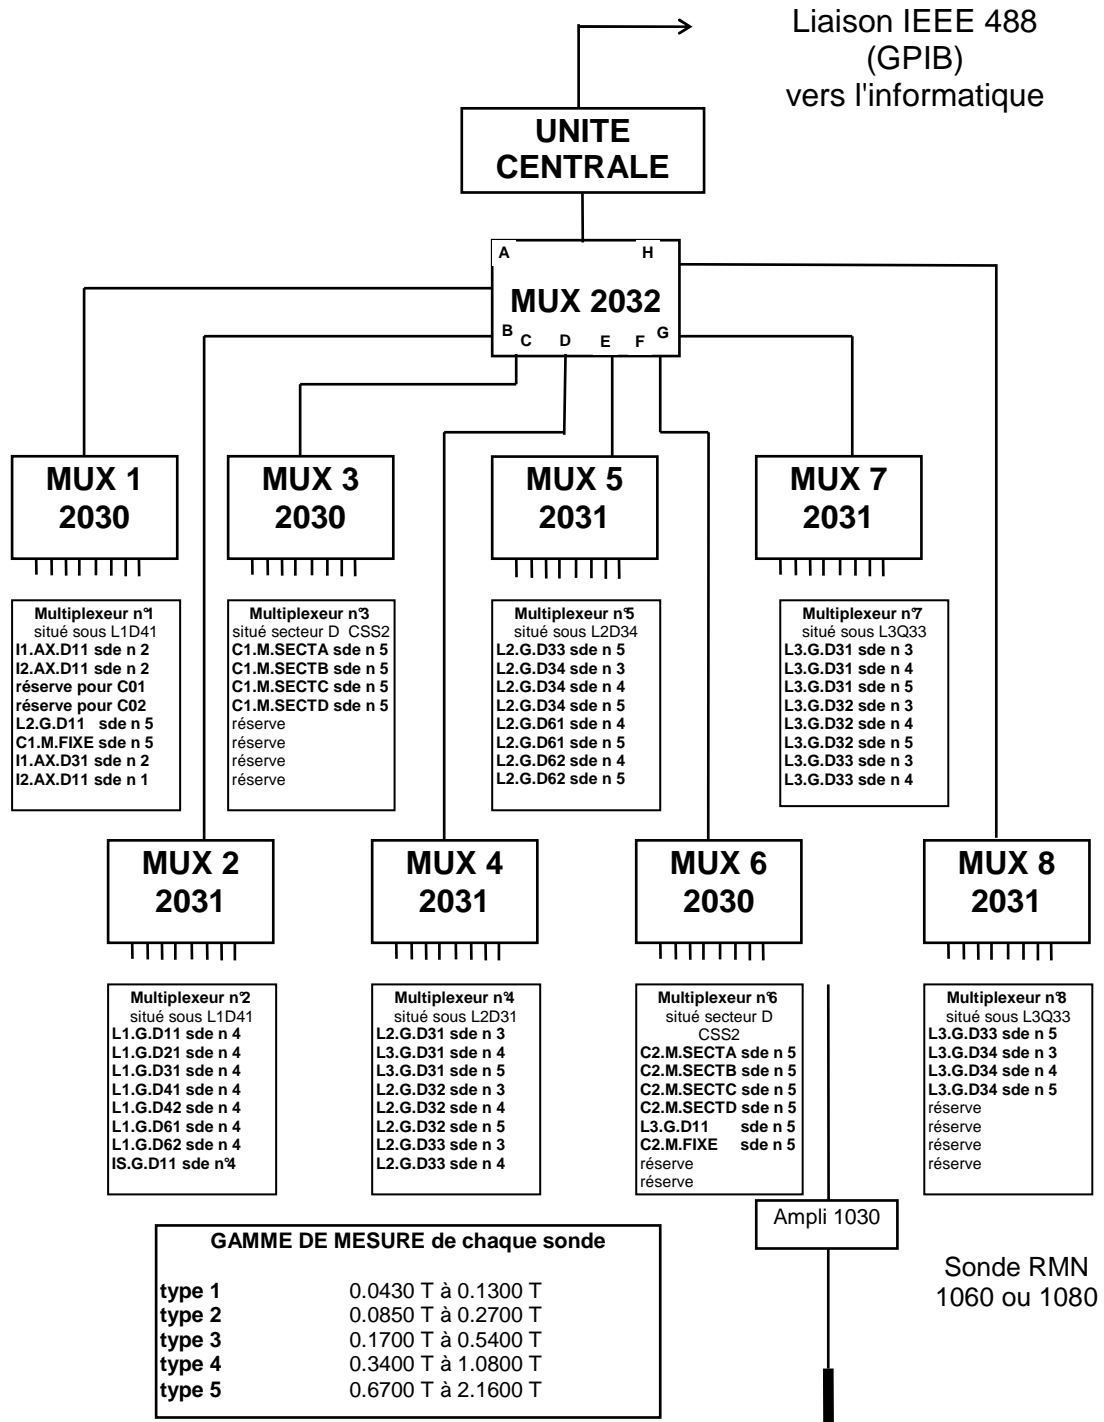 Liaison IEEE 488
(GPIB)
vers l'informatique
UNITE
CENTRALE
A
H
MUX 2032
B
C
D
E
F
G
MUX 1
2030
MUX 3
2030
MUX 5
2031
MUX 7
2031
Multiplexeur n°1
situé sous L1D41
I1.AX.D11 sde n 2
I2.AX.D11 sde n 2
réserve pour C01
réserve pour C02
L2.G.D11 sde n 5
C1.M.FIXE sde n 5
I1.AX.D31 sde n 2
I2.AX.D11 sde n 1
Multiplexeur n°3
situé secteur D CSS2
C1.M.SECTA sde n 5
C1.M.SECTB sde n 5
C1.M.SECTC sde n 5
C1.M.SECTD sde n 5
réserve
réserve
réserve
réserve
Multiplexeur n°5
situé sous L2D34
L2.G.D33 sde n 5
L2.G.D34 sde n 3
L2.G.D34 sde n 4
L2.G.D34 sde n 5
L2.G.D61 sde n 4
L2.G.D61 sde n 5
L2.G.D62 sde n 4
L2.G.D62 sde n 5
Multiplexeur n°7
situé sous L3Q33
L3.G.D31 sde n 3
L3.G.D31 sde n 4
L3.G.D31 sde n 5
L3.G.D32 sde n 3
L3.G.D32 sde n 4
L3.G.D32 sde n 5
L3.G.D33 sde n 3
L3.G.D33 sde n 4
MUX 2
2031
MUX 4
2031
MUX 6
2030
MUX 8
2031
Multiplexeur n°2
situé sous L1D41
L1.G.D11 sde n 4
L1.G.D21 sde n 4
L1.G.D31 sde n 4
L1.G.D41 sde n 4
L1.G.D42 sde n 4
L1.G.D61 sde n 4
L1.G.D62 sde n 4
IS.G.D11 sde n°4
Multiplexeur n°4
situé sous L2D31
L2.G.D31 sde n 3
L3.G.D31 sde n 4
L3.G.D31 sde n 5
L2.G.D32 sde n 3
L2.G.D32 sde n 4
L2.G.D32 sde n 5
L2.G.D33 sde n 3
L2.G.D33 sde n 4
Multiplexeur n°6
situé secteur D
CSS2
C2.M.SECTA sde n 5
C2.M.SECTB sde n 5
C2.M.SECTC sde n 5
C2.M.SECTD sde n 5
L3.G.D11 sde n 5
C2.M.FIXE sde n 5
réserve
réserve
Multiplexeur n°8
situé sous L3Q33
L3.G.D33 sde n 5
L3.G.D34 sde n 3
L3.G.D34 sde n 4
L3.G.D34 sde n 5
réserve
réserve
réserve
réserve
Ampli 1030
Sonde RMN
1060 ou 1080
GAMME DE MESURE de chaque sonde
type 1 0.0430 T à 0.1300 T
type 2 0.0850 T à 0.2700 T
type 3 0.1700 T à 0.5400 T
type 4 0.3400 T à 1.0800 T
type 5 0.6700 T à 2.1600 T